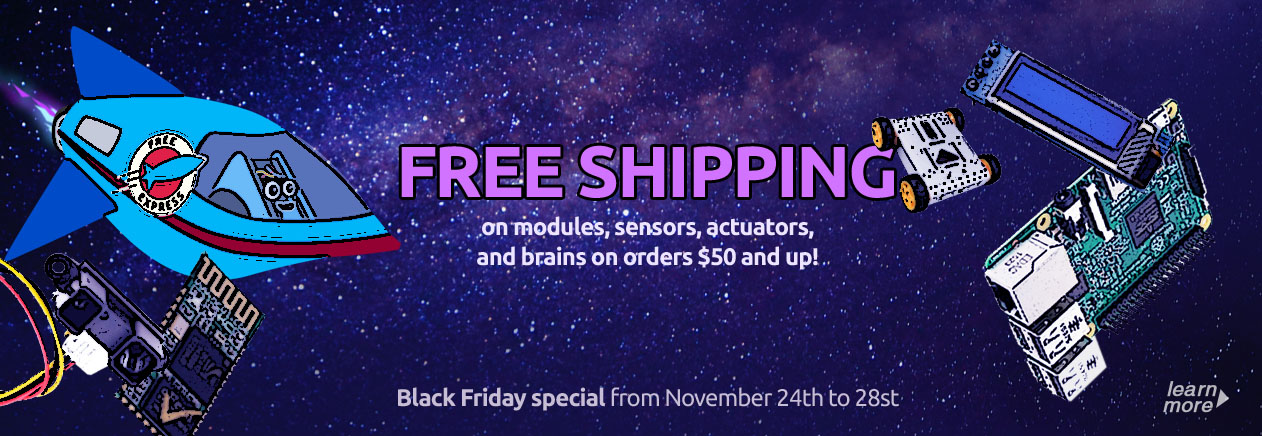 FREE
EXPRESS
FREE SHIPPING
on modules, sensors, actuators,
and brains on orders $50 and up!
Black Friday special from November 24th to 28st
learn
more